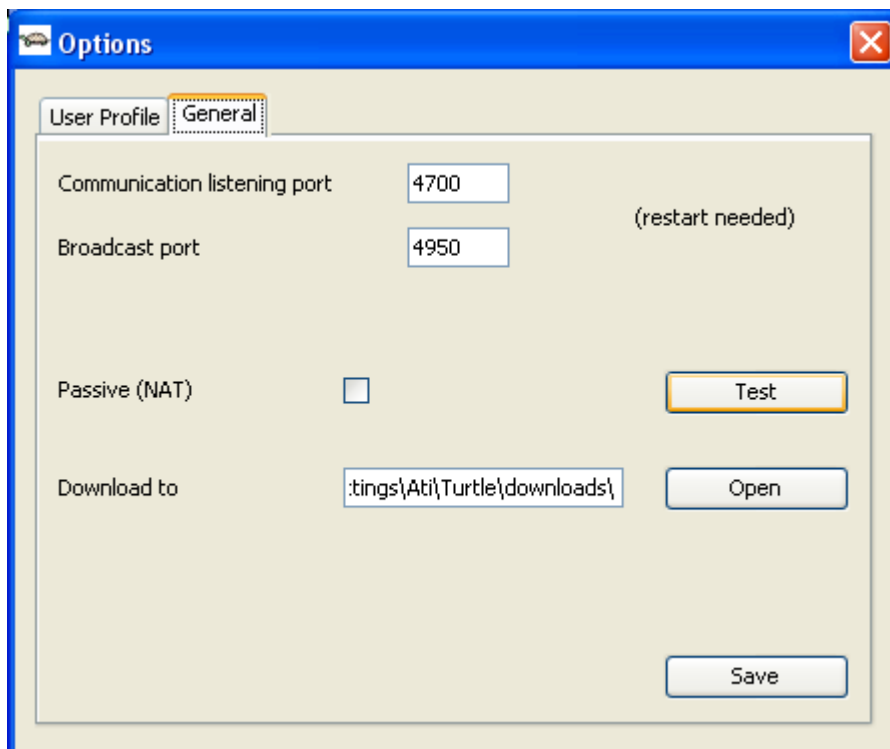 Options
User Profile
General
Communication listening port
4700
(restart needed)
Broadcast port
4950
Passive (NAT)
Test
Download to
:tings\Ati\Turtle\downloads\
Open
Save